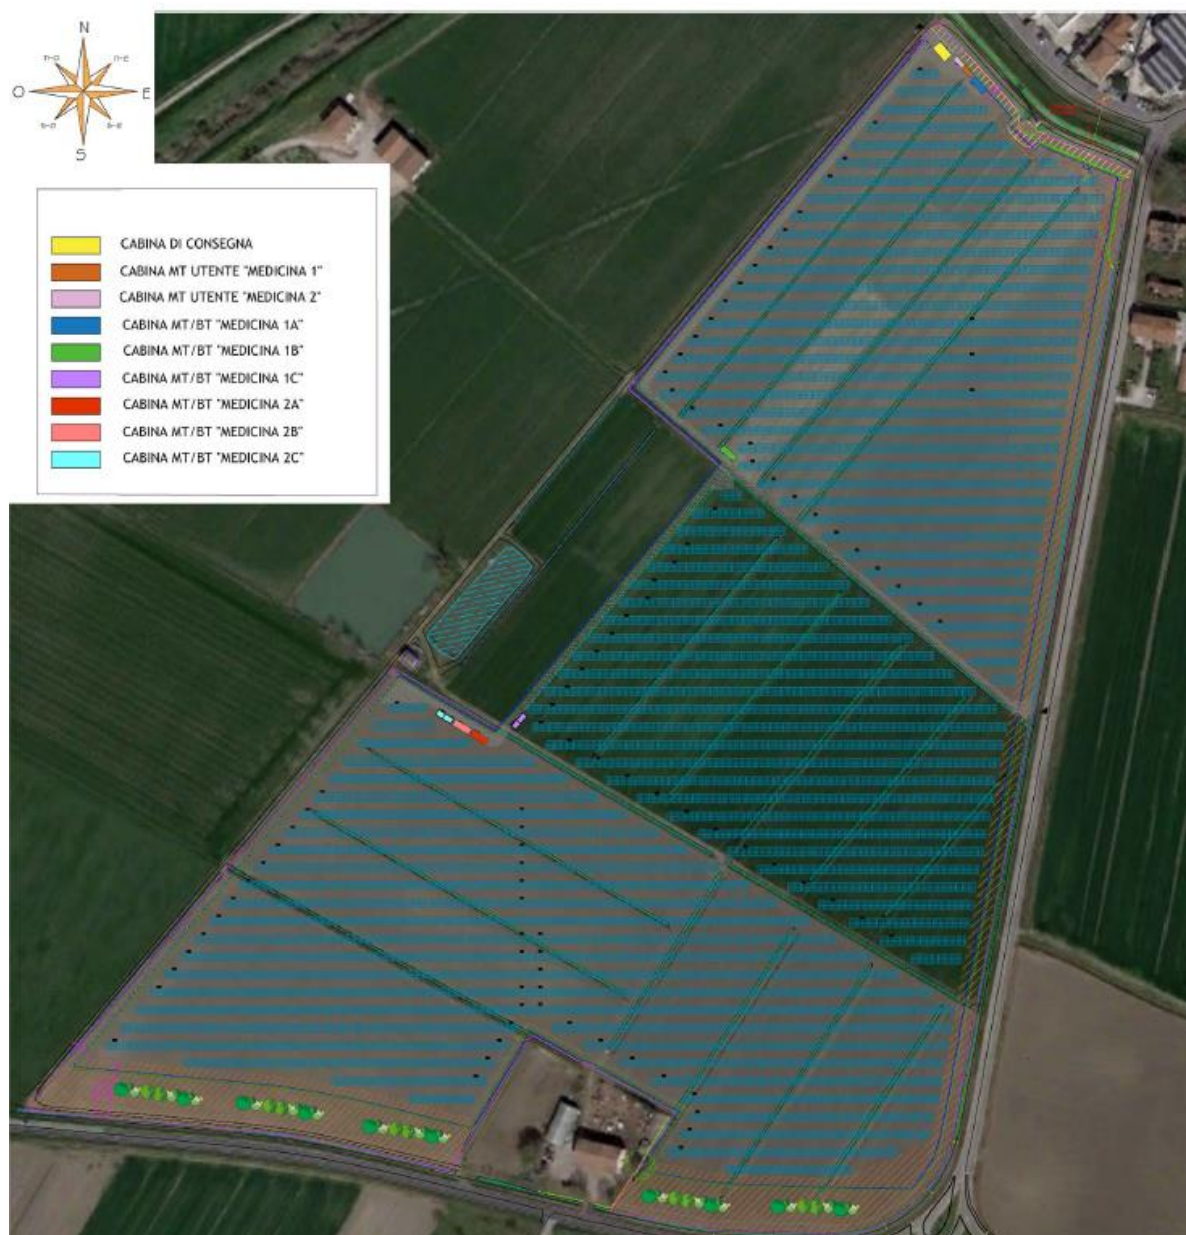 N
O
E
S
CABINA DI CONSEGNA
CABINA MT UTENTE "MEDICINA 1"
CABINA MT UTENTE "MEDICINA 2"
CABINA MT/BT "MEDICINA 1A"
CABINA MT/BT "MEDICINA 1B"
CABINA MT/BT "MEDICINA 1C"
CABINA MT/BT "MEDICINA 2A"
CABINA MT/BT "MEDICINA 2B"
CABINA MT/BT "MEDICINA 2C"